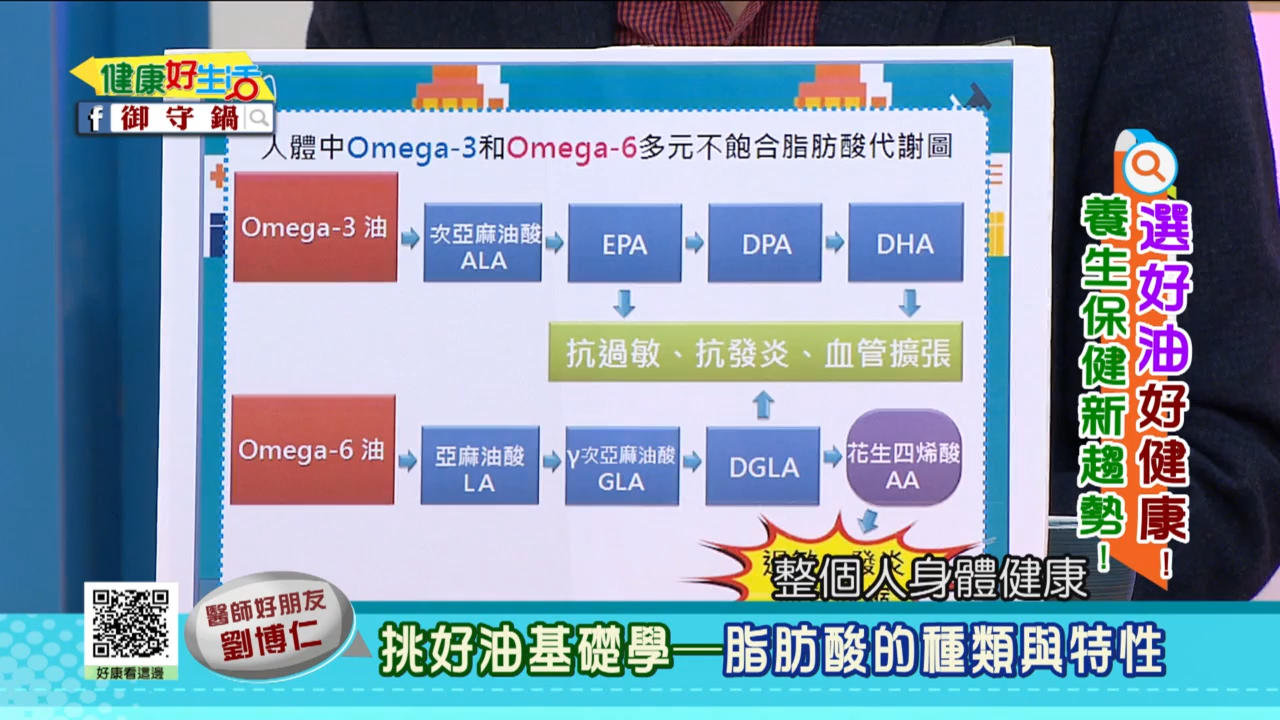 健康好生活
f 御守鍋
人體中Omega-3和Omega-6多元不飽合脂肪酸代謝圖
Omega-3 油
次亞麻油酸
ALA
EPA
DPA
DHA
抗過敏、抗發炎、血管擴張
Omega-6 油
亞麻油酸
LA
γ次亞麻油酸
GLA
DGLA
花生四烯酸
AA
選好油好健康！
養生保健新趨勢！
整個人身體健康
醫師好朋友
劉博仁
挑好油基礎學—脂肪酸的種類與特性
好康看這邊